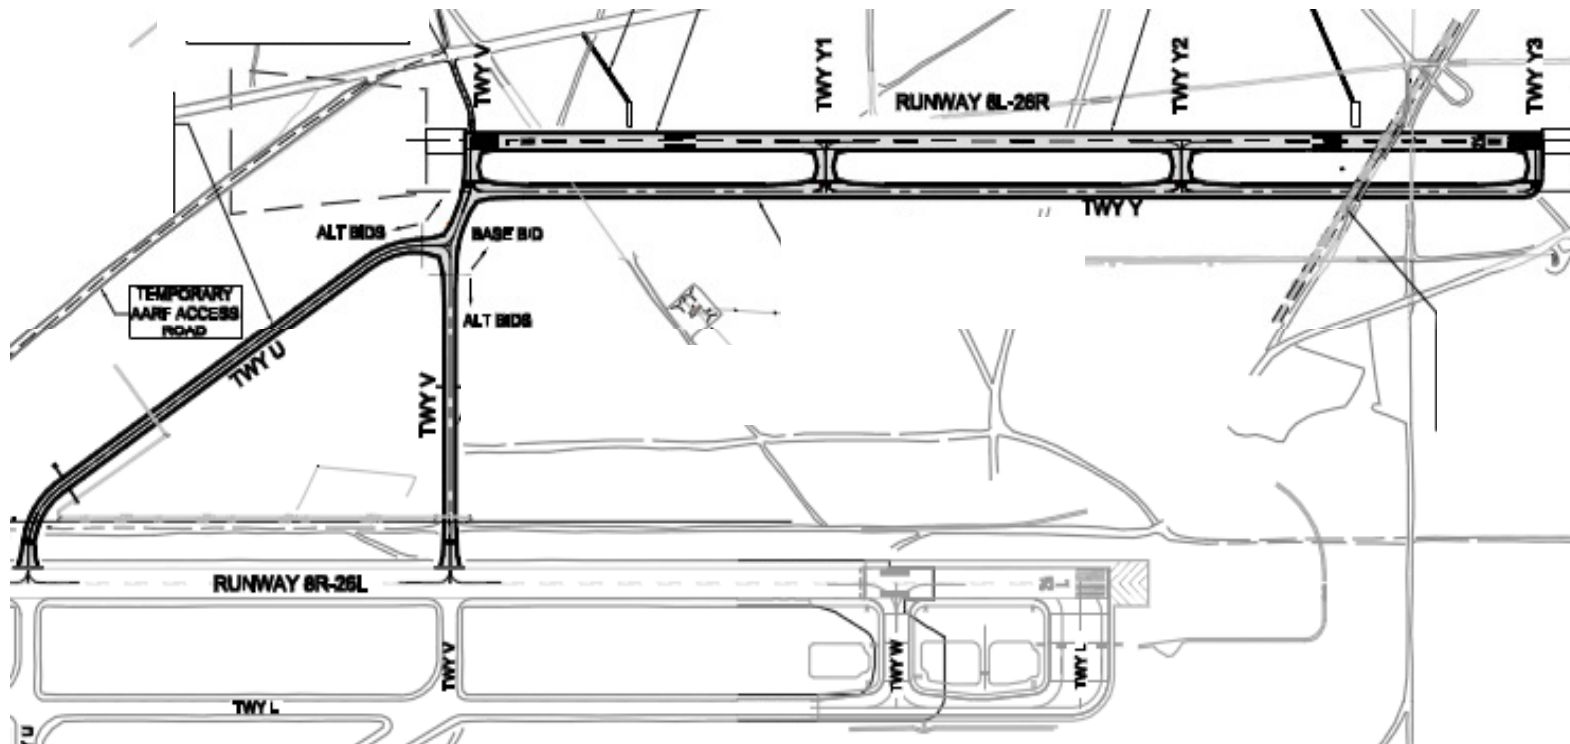 TWY V
TWY Y1
TWY Y2
TWY Y3
RUNWAY 8L-26R
TWY Y
ALT BIDS
BASE BID
ALT BIDS
TEMPORARY
AARF ACCESS
ROAD
TWY U
TWY V
RUNWAY 8R-26L
TWY V
TWY W
TWY L
TWY L